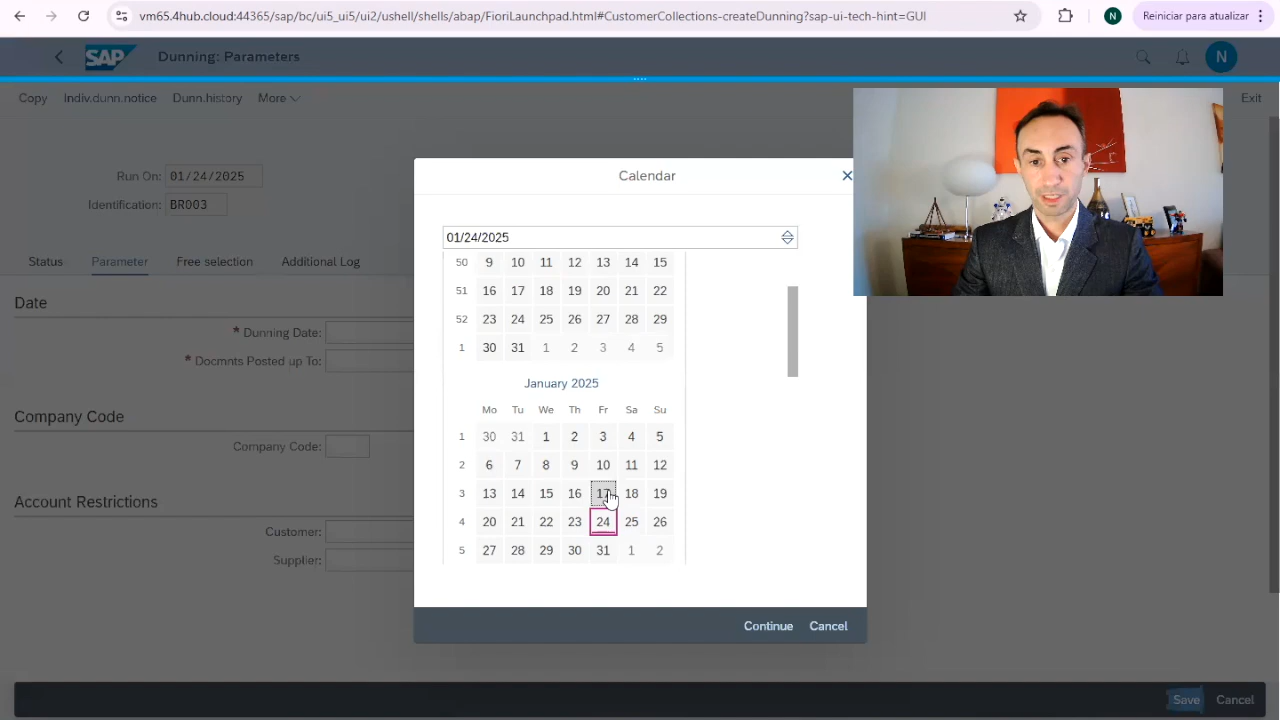 vm65.4hub.cloud:44365/sap/bc/ui5_ui5/ui2/ushell/shells/abap/FioriLaunchpad.html#CustomerCollections-createDunning?sap-ui-tech-hint=GUI
N
Reiniciar para atualizar
SAP
Dunning: Parameters
N
Copy
Indiv.dunn.notice
Dunn.history
More
Exit
Run On: 01/24/2025
Identification: BR003
Status
Parameter
Free selection
Additional Log
Date
* Dunning Date:
* Docmnts Posted up To:
Company Code
Company Code:
Account Restrictions
Customer:
Supplier:
Calendar
01/24/2025
50 9 10 11 12 13 14 15
51 16 17 18 19 20 21 22
52 23 24 25 26 27 28 29
1 30 31 1 2 3 4 5
January 2025
Mo Tu We Th Fr Sa Su
1 30 31 1 2 3 4 5
2 6 7 8 9 10 11 12
3 13 14 15 16 17 18 19
4 20 21 22 23 24 25 26
5 27 28 29 30 31 1 2
Continue
Cancel
Save
Cancel